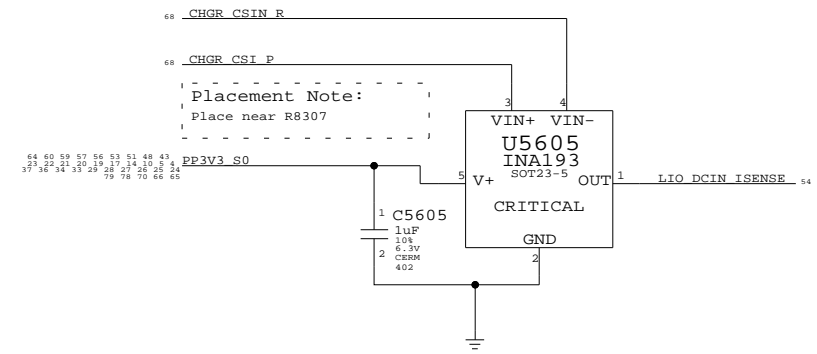 68 CHGR CSIN R
68 CHGR CSI P
Placement Note:
Place near R8307
3 4
VIN+ VIN-
U5605
INA193
SOT23-5
64 60 59 57 56 53 51 48 43
23 22 21 20 19 17 14 10 5 4 PP3V3 S0
37 36 34 33 29 28 27 26 25 24
79 78 70 66 65
5 V+ OUT 1 LIO DCIN ISENSE 54
CRITICAL
GND
2
1 C5605
1uF
10%
6.3V
2 CERM
402